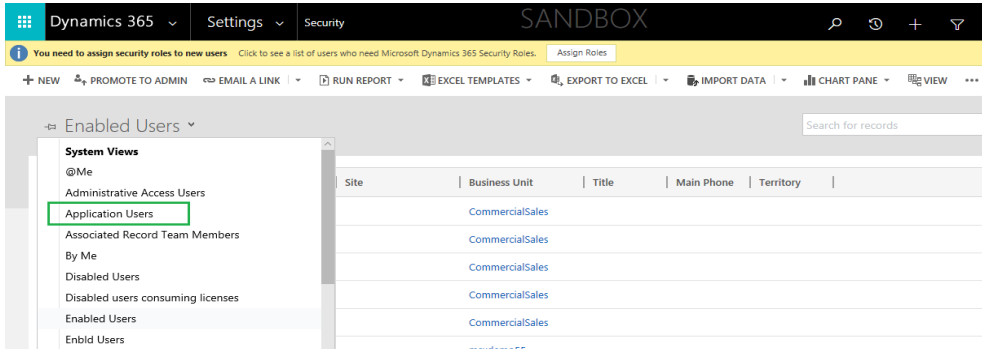 Dynamics 365 Settings Security SANDBOX
You need to assign security roles to new users Click to see a list of users who need Microsoft Dynamics 365 Security Roles. Assign Roles
NEW PROMOTE TO ADMIN EMAIL A LINK RUN REPORT EXCEL TEMPLATES EXPORT TO EXCEL IMPORT DATA CHART PANE VIEW ...
Enabled Users
Search for records
System Views
@Me
Administrative Access Users
Application Users
Associated Record Team Members
By Me
Disabled Users
Disabled users consuming licenses
Enabled Users
Enbld Users
Site Business Unit Title Main Phone Territory
CommercialSales
CommercialSales
CommercialSales
CommercialSales
CommercialSales